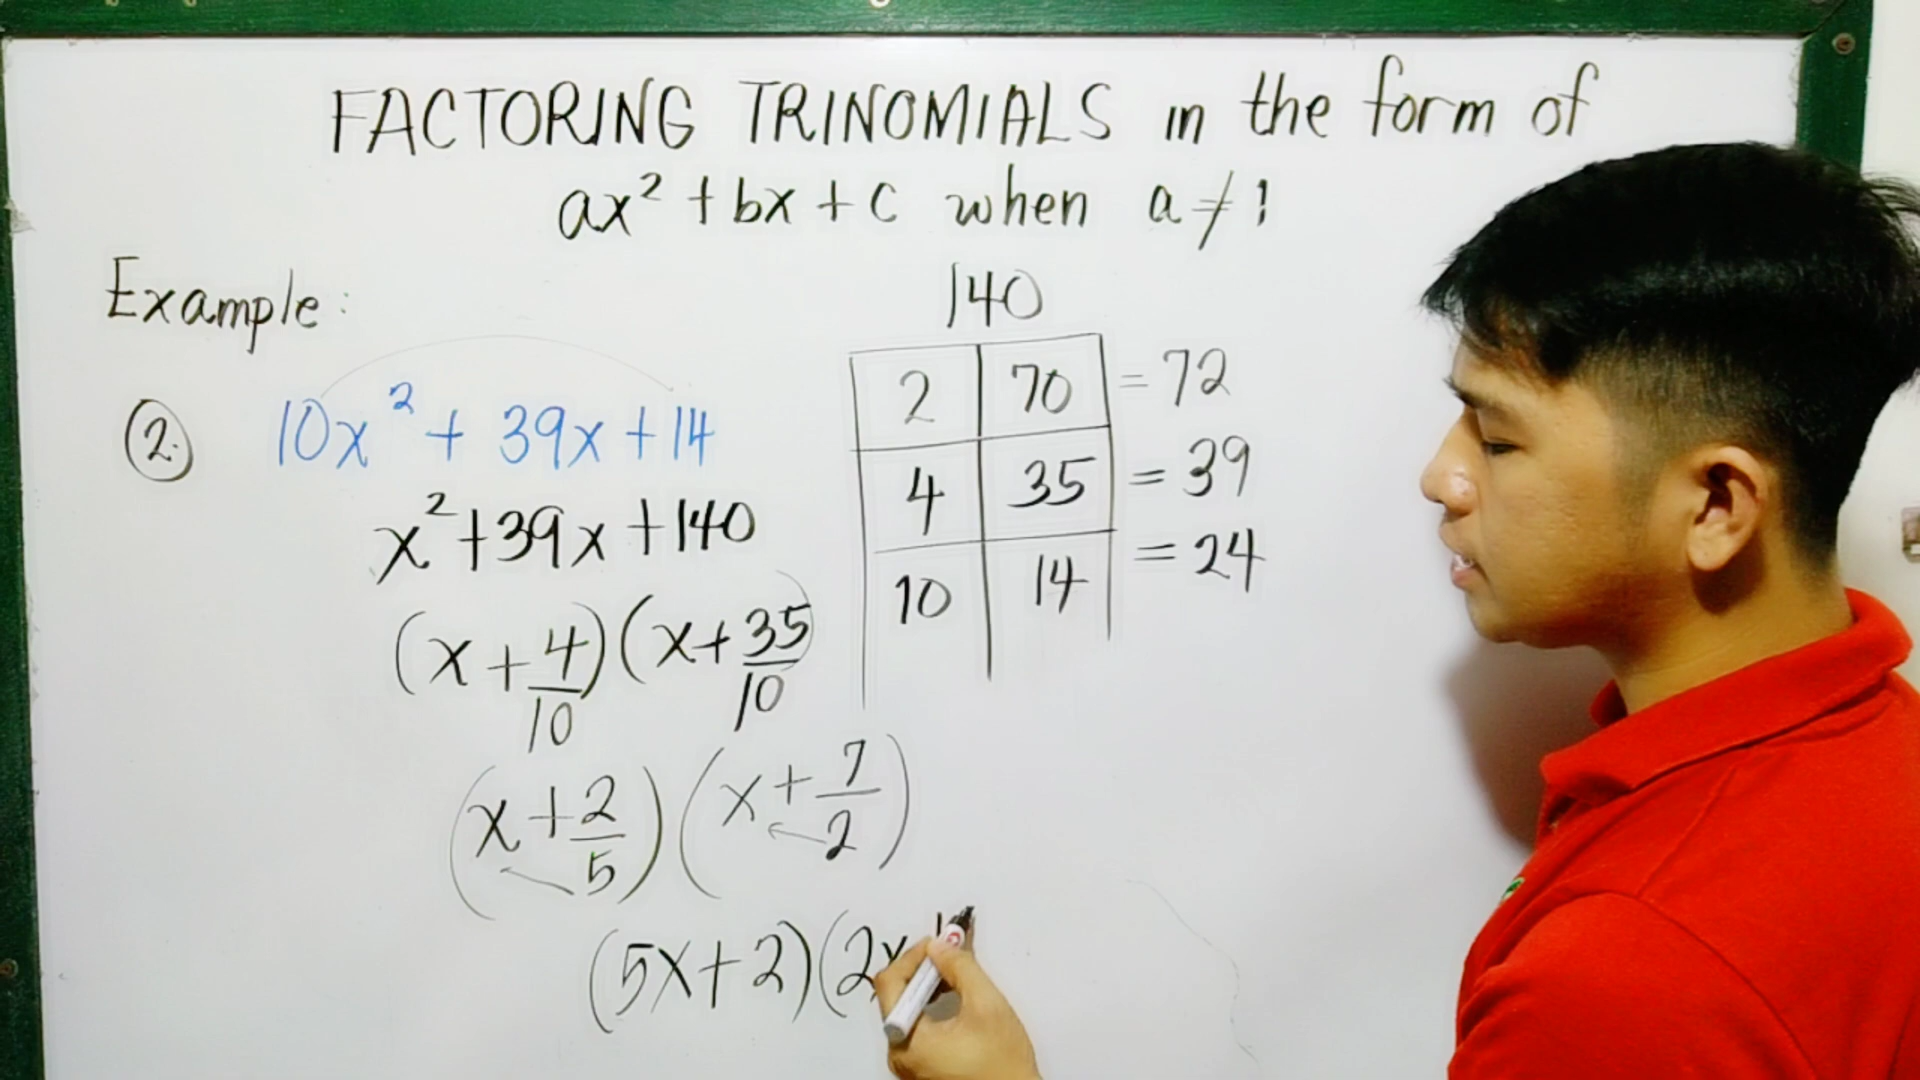 FACTORING TRINOMIALS in the form of
ax² + bx + c when a ≠ 1
Example:
140
2. 10x² + 39x + 14
2 70 = 72
4 35 = 39
10 14 = 24
x² + 39x + 140
(x + 4/10)(x + 35/10)
(x + 2/5)(x + 7/2)
(5x + 2)(2x